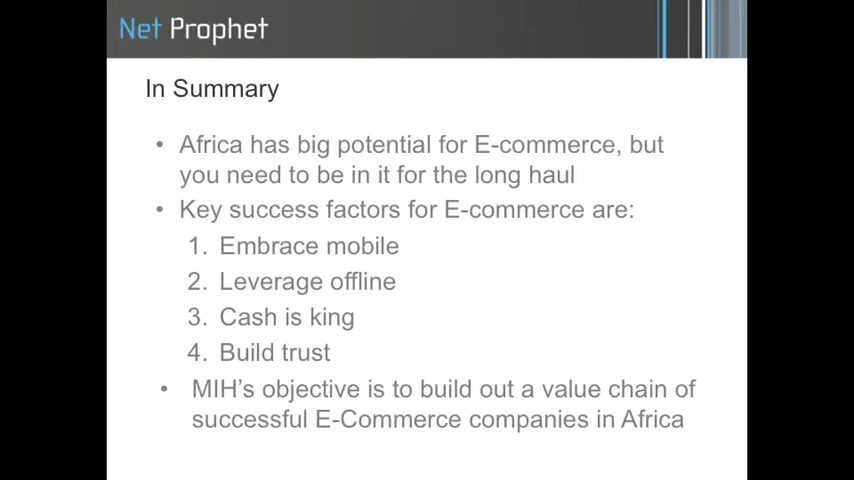 Net Prophet
In Summary
• Africa has big potential for E-commerce, but
you need to be in it for the long haul
• Key success factors for E-commerce are:
1. Embrace mobile
2. Leverage offline
3. Cash is king
4. Build trust
• MIH's objective is to build out a value chain of
successful E-Commerce companies in Africa